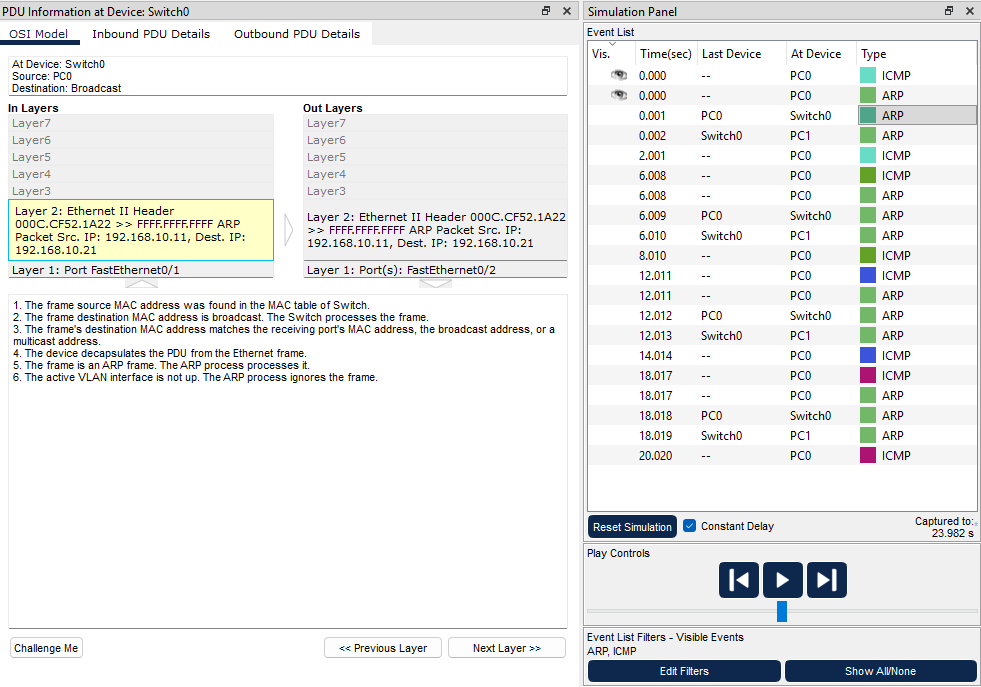 PDU Information at Device: Switch0
OSI Model Inbound PDU Details Outbound PDU Details
At Device: Switch0
Source: PC0
Destination: Broadcast
In Layers
Layer7
Layer6
Layer5
Layer4
Layer3
Layer 2: Ethernet II Header
000C.CF52.1A22 >> FFFF.FFFF.FFFF ARP
Packet Src. IP: 192.168.10.11, Dest. IP:
192.168.10.21
Layer 1: Port FastEthernet0/1
Out Layers
Layer7
Layer6
Layer5
Layer4
Layer3
Layer 2: Ethernet II Header 000C.CF52.1A22
>> FFFF.FFFF.FFFF ARP Packet Src. IP:
192.168.10.11, Dest. IP: 192.168.10.21
Layer 1: Port(s): FastEthernet0/2
1. The frame source MAC address was found in the MAC table of Switch.
2. The frame destination MAC address is broadcast. The Switch processes the frame.
3. The frame's destination MAC address matches the receiving port's MAC address, the broadcast address, or a
multicast address.
4. The device decapsulates the PDU from the Ethernet frame.
5. The frame is an ARP frame. The ARP process processes it.
6. The active VLAN interface is not up. The ARP process ignores the frame.
Challenge Me << Previous Layer Next Layer >>
Simulation Panel
Event List
Vis. Time(sec) Last Device At Device Type
0.000 -- PC0 ICMP
0.000 -- PC0 ARP
0.001 PC0 Switch0 ARP
0.002 Switch0 PC1 ARP
2.001 -- PC0 ICMP
6.008 -- PC0 ICMP
6.008 -- PC0 ARP
6.009 PC0 Switch0 ARP
6.010 Switch0 PC1 ARP
8.010 -- PC0 ICMP
12.011 -- PC0 ICMP
12.011 -- PC0 ARP
12.012 PC0 Switch0 ARP
12.013 Switch0 PC1 ARP
14.014 -- PC0 ICMP
18.017 -- PC0 ICMP
18.017 -- PC0 ARP
18.018 PC0 Switch0 ARP
18.019 Switch0 PC1 ARP
20.020 -- PC0 ICMP
Reset Simulation Constant Delay
Captured to:
23.982 s
Play Controls
Event List Filters - Visible Events
ARP, ICMP
Edit Filters Show All/None